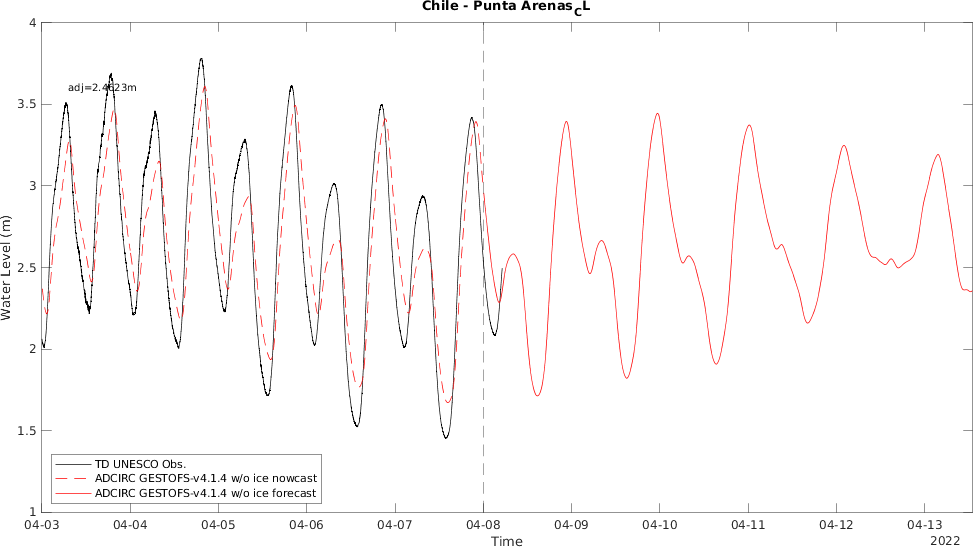 Chile - Punta Arenas_CL
4
adj=2.4623m
3.5
3
2.5
2
1.5
1
Water Level (m)
TD UNESCO Obs.
ADCIRC GESTOFS-v4.1.4 w/o ice nowcast
ADCIRC GESTOFS-v4.1.4 w/o ice forecast
04-03 04-04 04-05 04-06 04-07 04-08 04-09 04-10 04-11 04-12 04-13
Time
2022